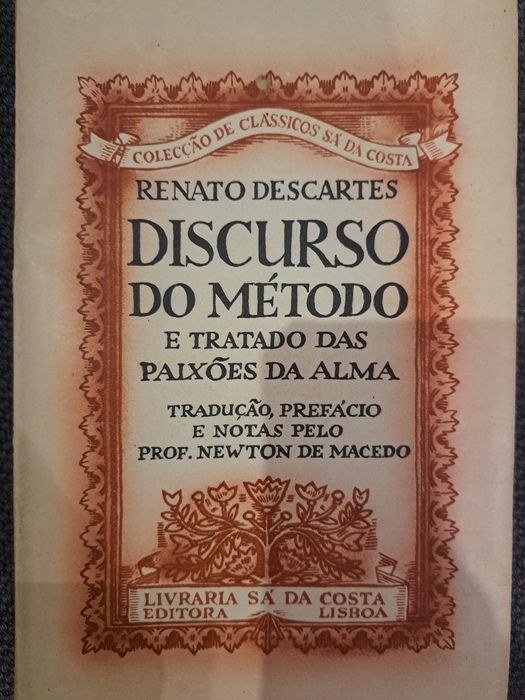 COLECÇÃO DE CLÁSSICOS SÁ DA COSTA
RENATO DESCARTES
DISCURSO
DO MÉTODO
E TRATADO DAS
PAIXÕES DA ALMA
TRADUÇÃO, PREFÁCIO
E NOTAS PELO
PROF. NEWTON DE MACEDO
LIVRARIA SÁ DA COSTA
EDITORA LISBOA